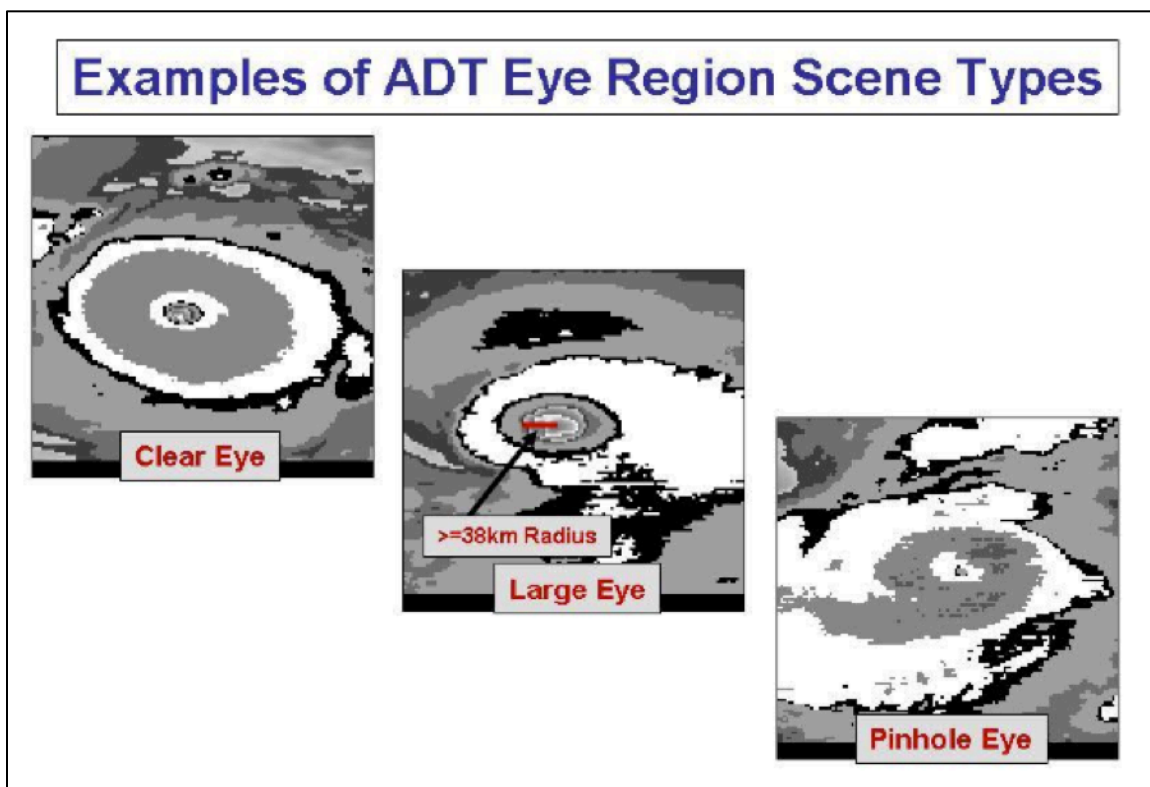 Examples of ADT Eye Region Scene Types
Clear Eye
>=38km Radius
Large Eye
Pinhole Eye